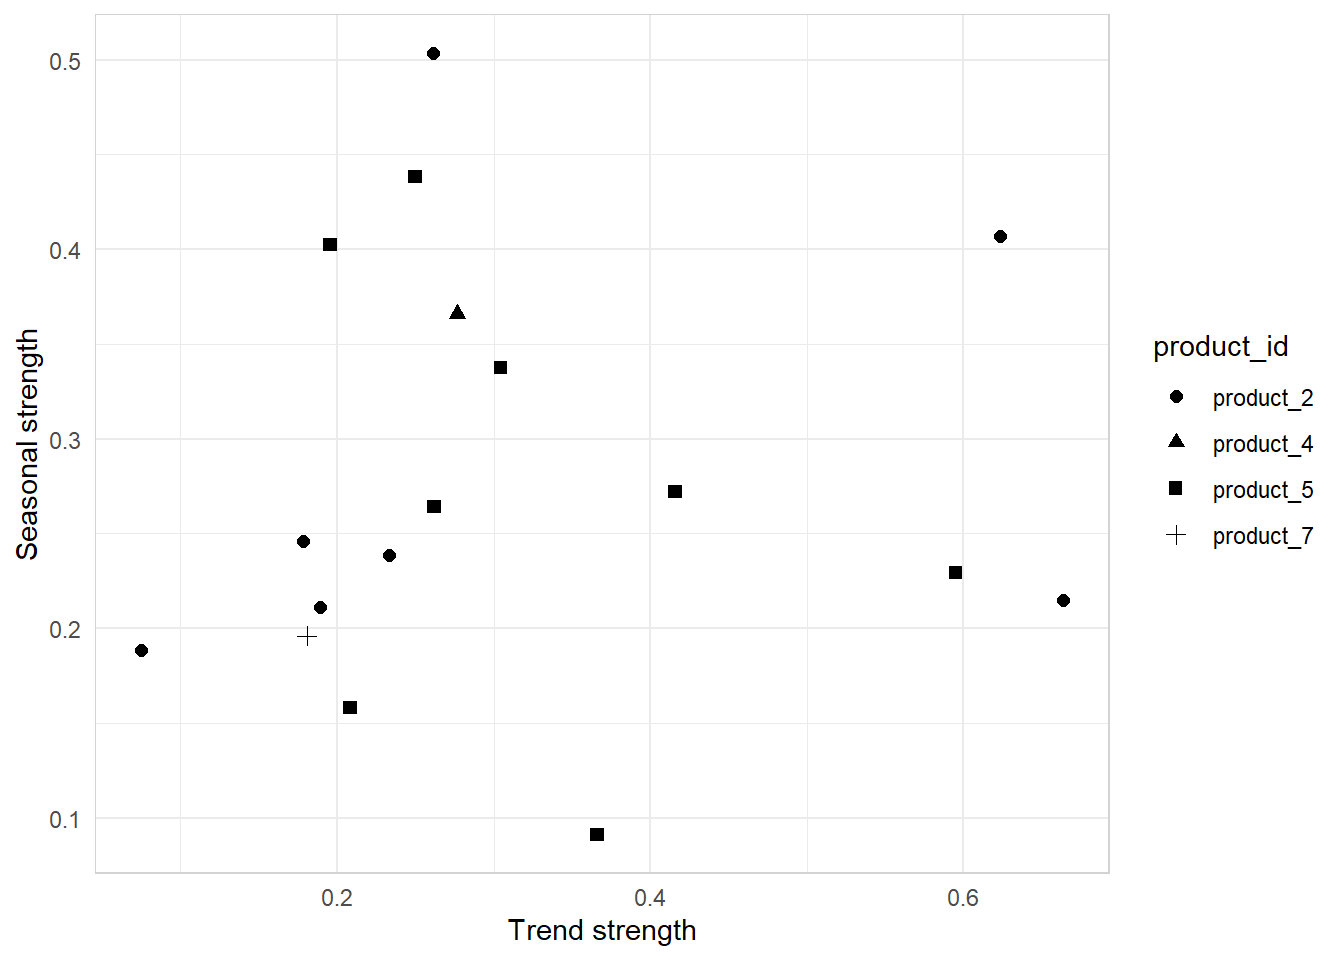 0.5
0.4
0.3
0.2
0.1
Seasonal strength
0.2
0.4
0.6
Trend strength
product_id
product_2
product_4
product_5
product_7